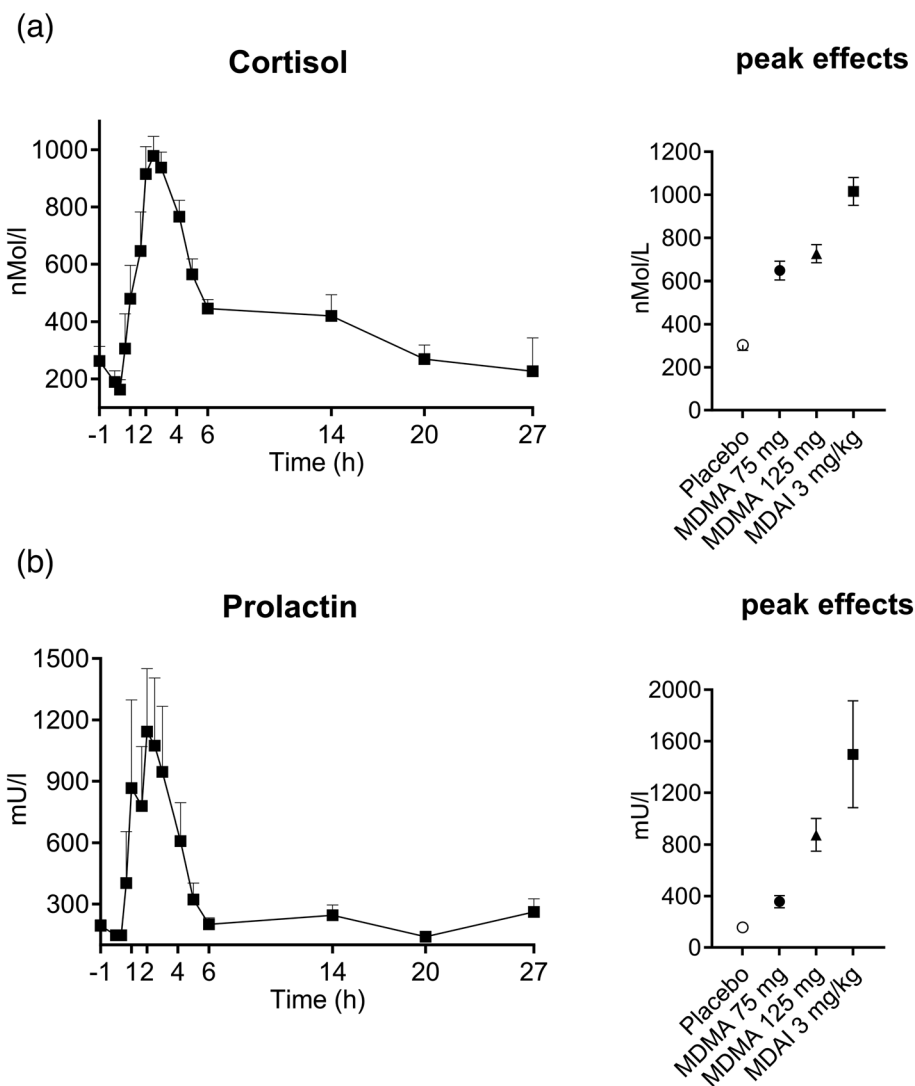 (a)
Cortisol
peak effects
1000
800
600
400
200
nMol/l
-1 1 2 4 6 14 20 27
Time (h)
1200
1000
800
600
400
200
0
nMol/L
Placebo
MDMA 75 mg
MDMA 125 mg
MDAI 3 mg/kg
(b)
Prolactin
peak effects
1500
1200
900
600
300
mU/l
-1 1 2 4 6 14 20 27
Time (h)
2000
1600
1200
800
400
0
mU/l
Placebo
MDMA 75 mg
MDMA 125 mg
MDAI 3 mg/kg